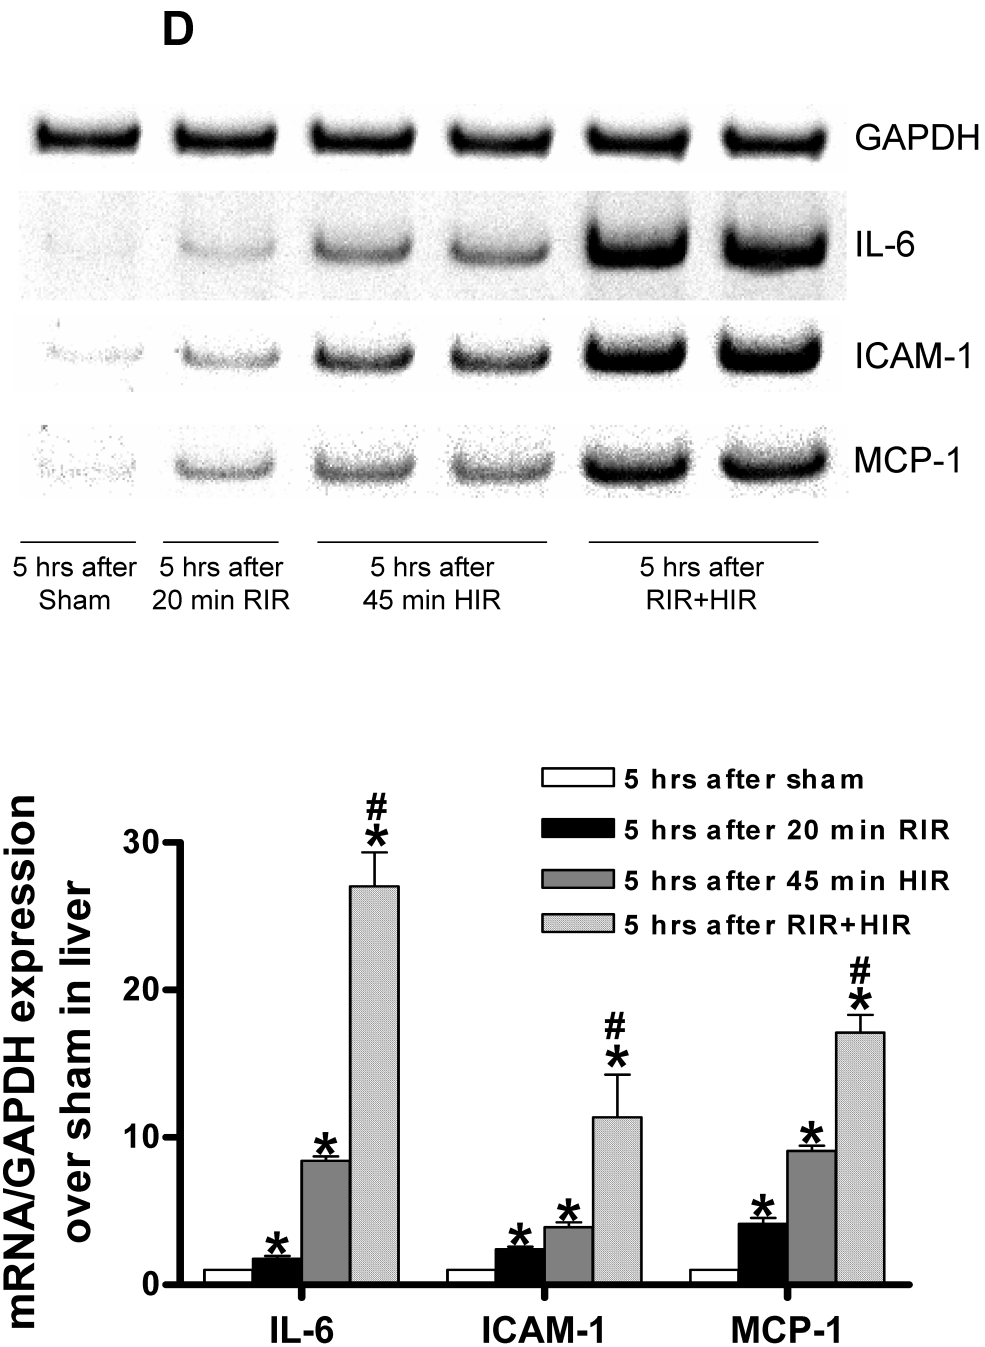 D
GAPDH
IL-6
ICAM-1
MCP-1
5 hrs after
Sham
5 hrs after
20 min RIR
5 hrs after
45 min HIR
5 hrs after
RIR+HIR
5 hrs after sham
5 hrs after 20 min RIR
5 hrs after 45 min HIR
5 hrs after RIR+HIR
mRNA/GAPDH expression
over sham in liver
30
20
10
0
*
*
#
*
*
*
#
*
*
*
#
*
IL-6
ICAM-1
MCP-1